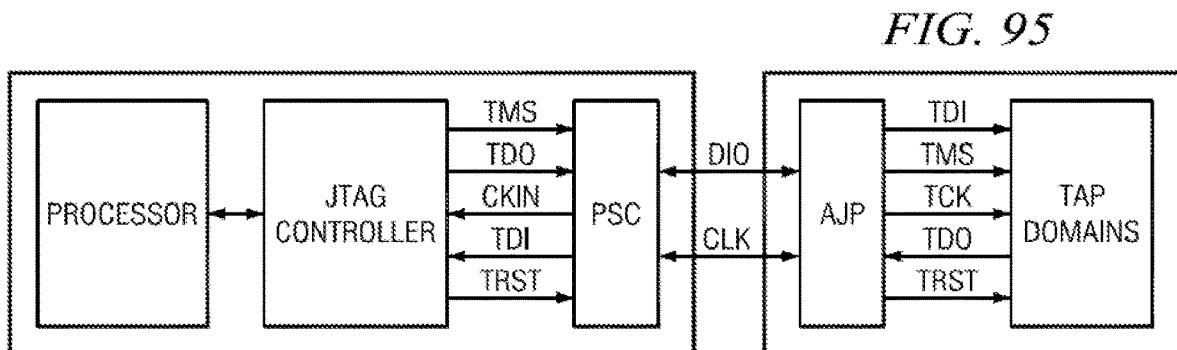 FIG. 95
PROCESSOR
JTAG
CONTROLLER
TMS
TDO
CKIN
TDI
TRST
PSC
DIO
CLK
AJP
TDI
TMS
TCK
TDO
TRST
TAP
DOMAINS